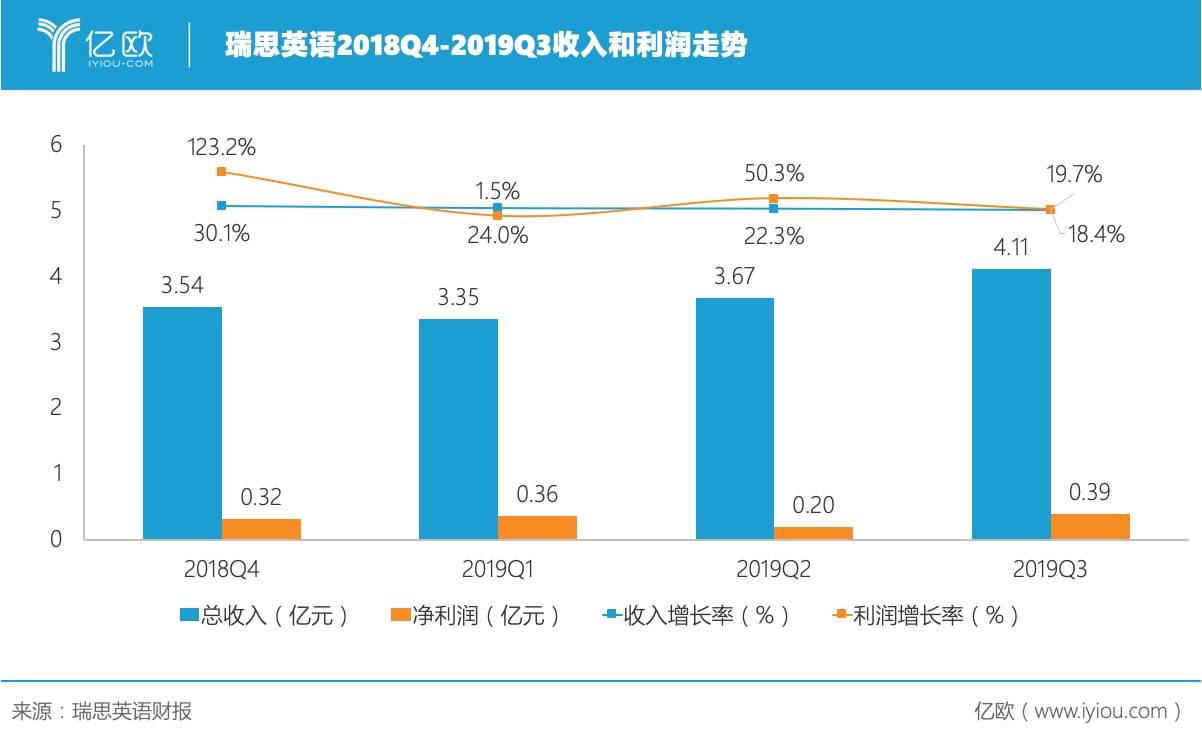 亿欧
IYIOU·COM
瑞思英语2018Q4-2019Q3收入和利润走势
6
5
4
3
2
1
0
123.2%
1.5%
50.3%
19.7%
30.1%
24.0%
22.3%
18.4%
3.54
3.35
3.67
4.11
0.32
0.36
0.20
0.39
2018Q4
2019Q1
2019Q2
2019Q3
总收入（亿元）
净利润（亿元）
收入增长率（%）
利润增长率（%）
来源：瑞思英语财报
亿欧（www.iyiou.com）